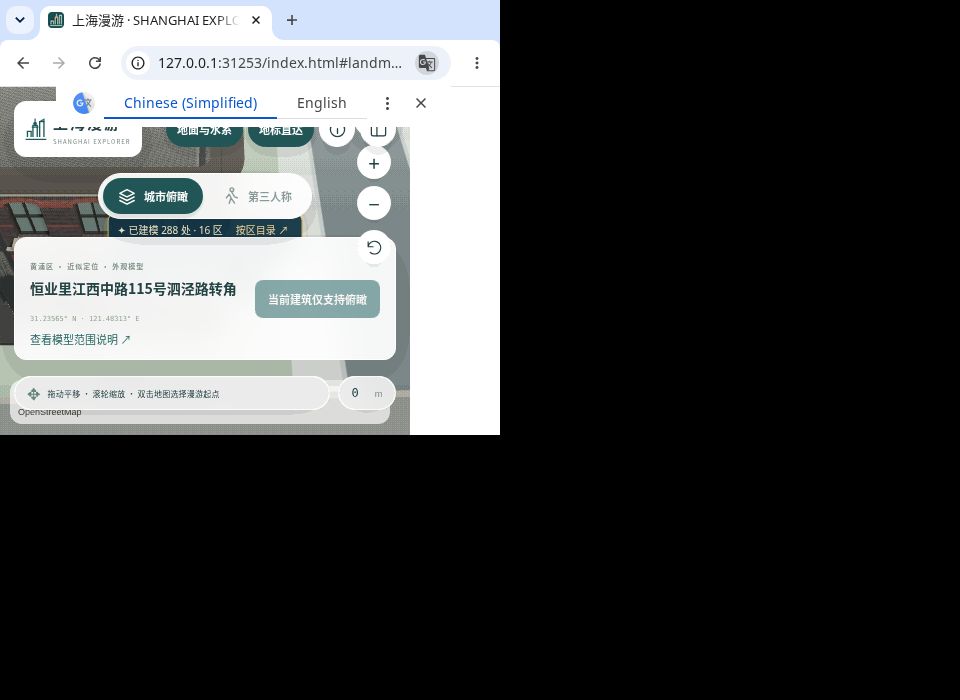 上海漫游 · SHANGHAI EXPLO
127.0.0.1:31253/index.html#landm...
Chinese (Simplified)
English
上海漫游
SHANGHAI EXPLORER
地面与水系
地标直达
城市俯瞰
第三人称
✦ 已建模 288 处 · 16 区 按区目录 ↗
黄浦区 · 近似定位 · 外观模型
恒业里江西中路115号泗泾路转角
当前建筑仅支持俯瞰
31.23565° N · 121.48313° E
查看模型范围说明 ↗
拖动平移 · 滚轮缩放 · 双击地图选择漫游起点
0 m
OpenStreetMap